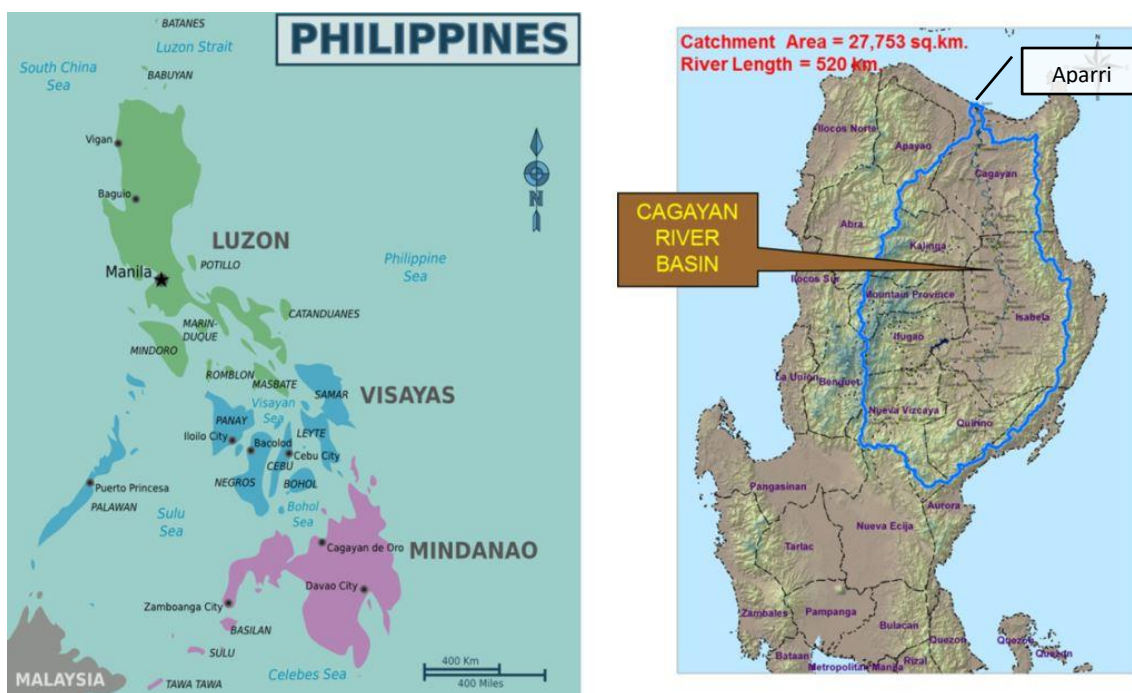 PHILIPPINES
BATANES
Luzon Strait
South China
Sea
BABUYAN
Vigan
Baguio
N
LUZON
Manila
POTILLO
Philippine
Sea
CATANDUANES
MARIN-
DUQUE
MINDORO
ROMBLON
MASBATE
VISAYAS
SAMAR
Visayan
Sea
PANAY
Iloilo City
Bacolod
LEYTE
CEBU
Cebu City
NEGROS
BOHOL
Puerto Princesa
PALAWAN
Sulu
Sea
Bohol
Sea
Cagayan de Oro
MINDANAO
Davao City
Zamboanga City
BASILAN
SULU
Celebes Sea
400 KM
400 Miles
MALAYSIA
TAWA TAWA
Catchment Area = 27,753 sq.km.
River Length = 520 km.
N
Aparri
Ilocos Norte
Apayao
Cagayan
CAGAYAN
RIVER
BASIN
Abra
Kalinga
Ilocos Sur
Mountain Province
Isabela
Ifugao
La Union
Benguet
Nueva Vizcaya
Quirino
Pangasinan
Aurora
Nueva Ecija
Tarlac
Zambales
Pampanga
Bulacan
Quezon
Quezon
Quezon
Bataan
Rizal
Metropolitan Manila